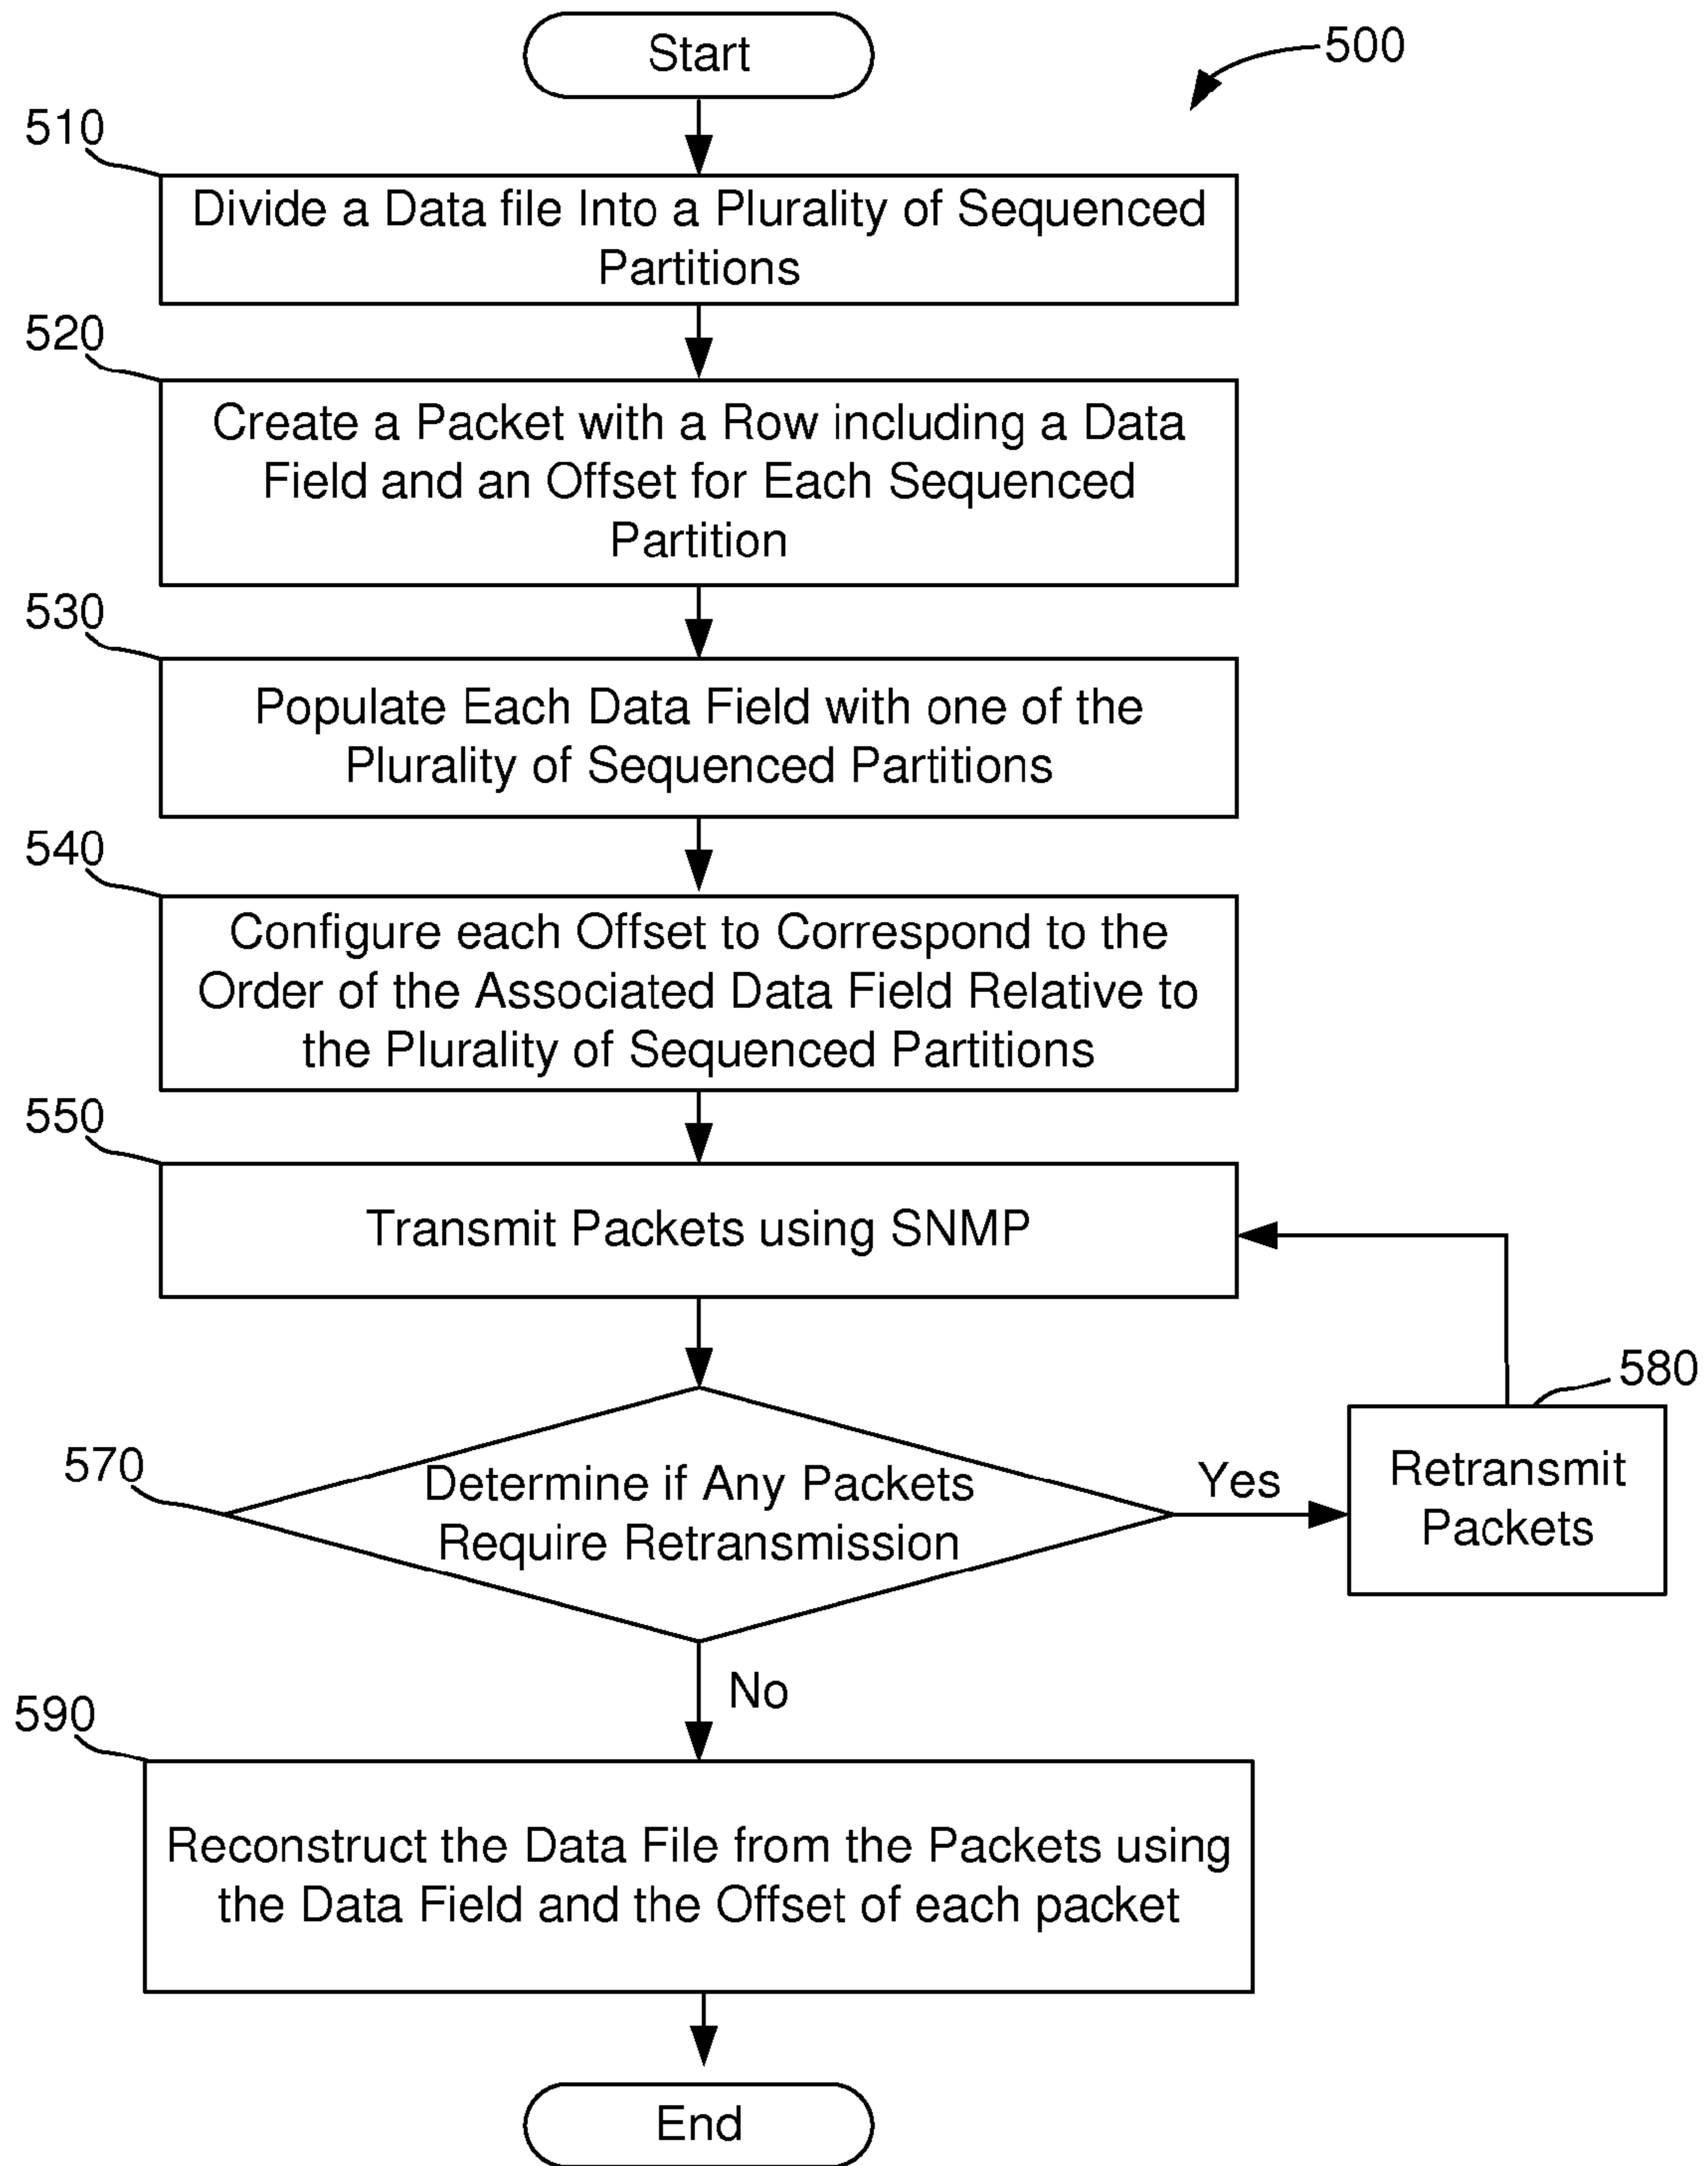 Start
500
510
Divide a Data file Into a Plurality of Sequenced
Partitions
520
Create a Packet with a Row including a Data
Field and an Offset for Each Sequenced
Partition
530
Populate Each Data Field with one of the
Plurality of Sequenced Partitions
540
Configure each Offset to Correspond to the
Order of the Associated Data Field Relative to
the Plurality of Sequenced Partitions
550
Transmit Packets using SNMP
580
570
Determine if Any Packets
Require Retransmission
Yes
Retransmit
Packets
No
590
Reconstruct the Data File from the Packets using
the Data Field and the Offset of each packet
End